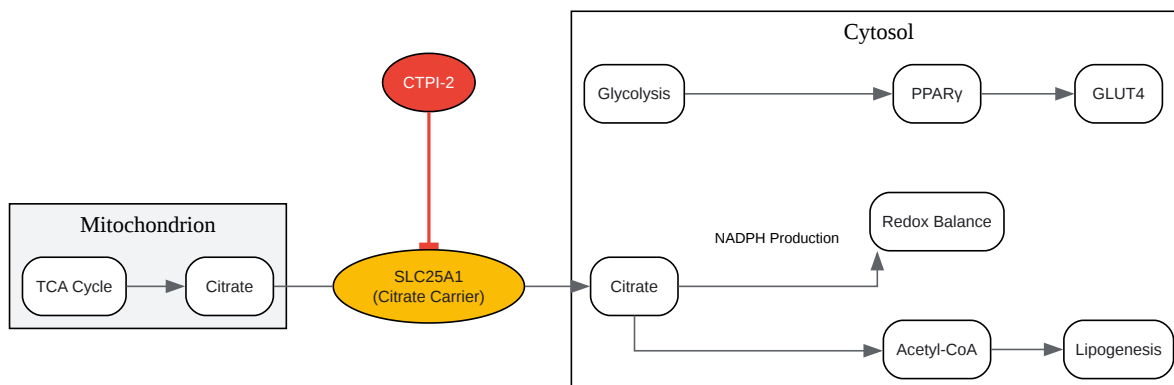 Cytosol
CTPI-2
Glycolysis
PPARγ
GLUT4
Mitochondrion
TCA Cycle
Citrate
SLC25A1
(Citrate Carrier)
Citrate
NADPH Production
Redox Balance
Acetyl-CoA
Lipogenesis